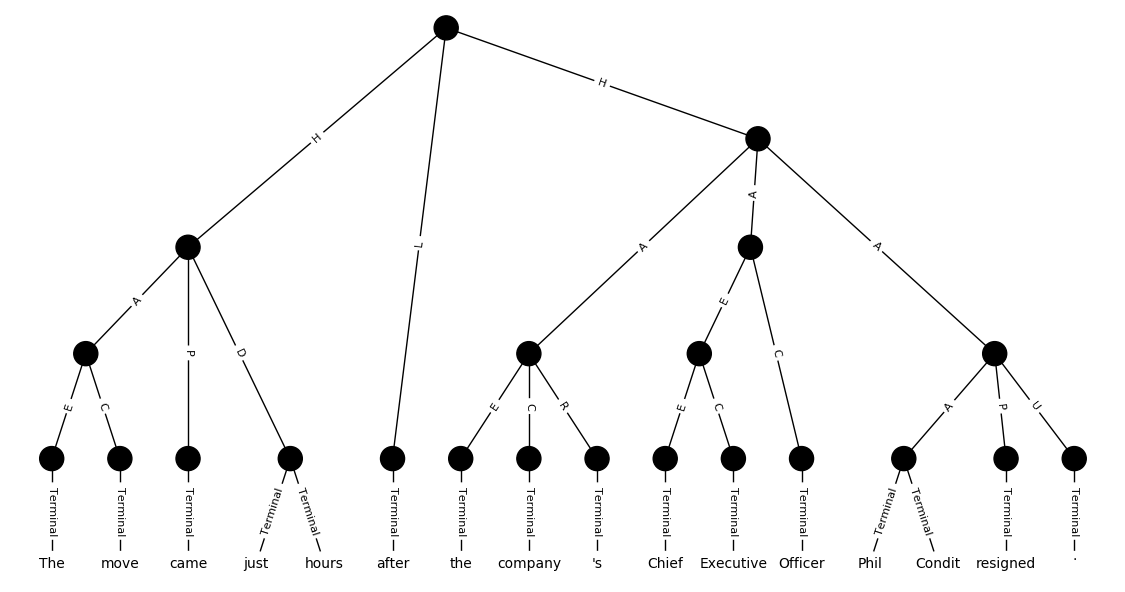 H
H
L
A
A
A
A
P
D
E
C
E
C
E
C
R
E
C
A
P
U
Terminal Terminal Terminal Terminal Terminal Terminal Terminal Terminal Terminal Terminal Terminal Terminal Terminal Terminal Terminal Terminal
The move came just hours after the company 's Chief Executive Officer Phil Condit resigned .